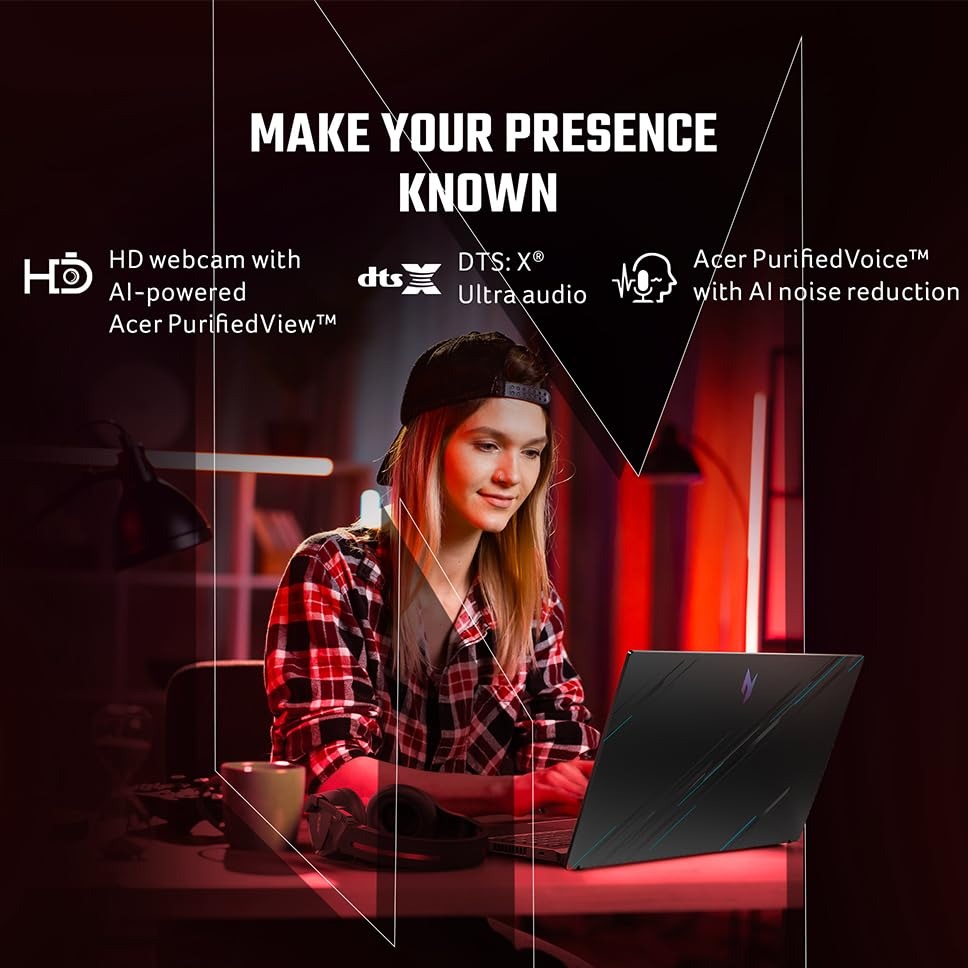 MAKE YOUR PRESENCE
KNOWN
HD
HD webcam with
AI-powered
Acer PurifiedView™
dts X
DTS: X®
Ultra audio
Acer PurifiedVoice™
with AI noise reduction